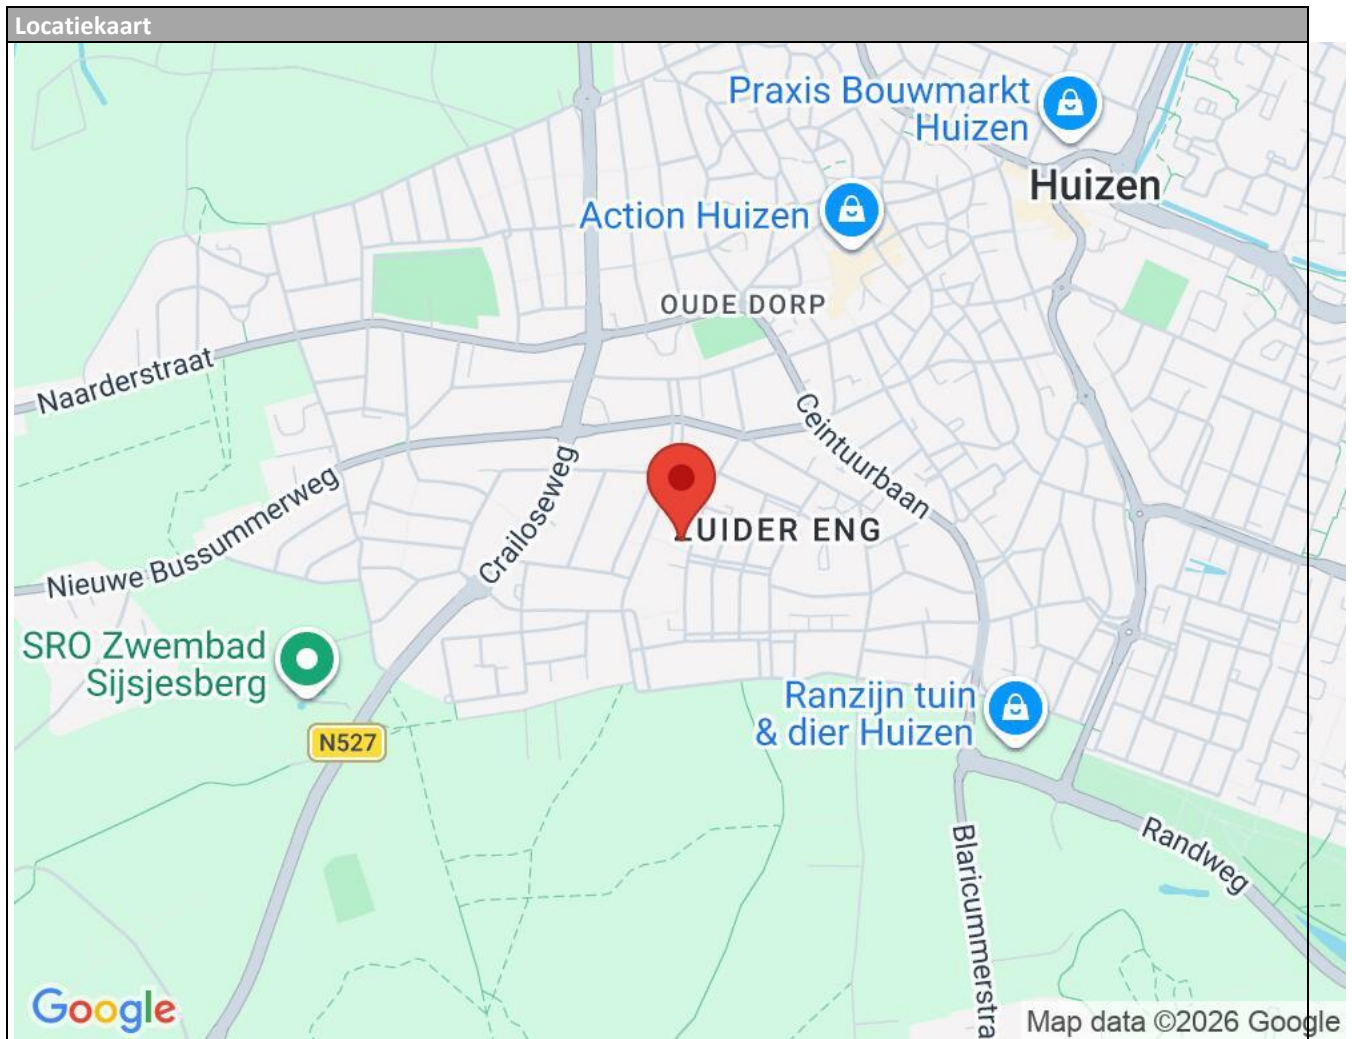 Locatiekaart
Praxis Bouwmarkt
Huizen
Huizen
Action Huizen
OUDE DORP
Naarderstraat
Ceintuurbaan
Crailoseweg
Nieuwe Bussummerweg
ZUIDER ENG
SRO Zwembad
Sijsjesberg
N527
Ranzijn tuin
& dier Huizen
Randweg
Blaricummerstra
Google
Map data ©2026 Google